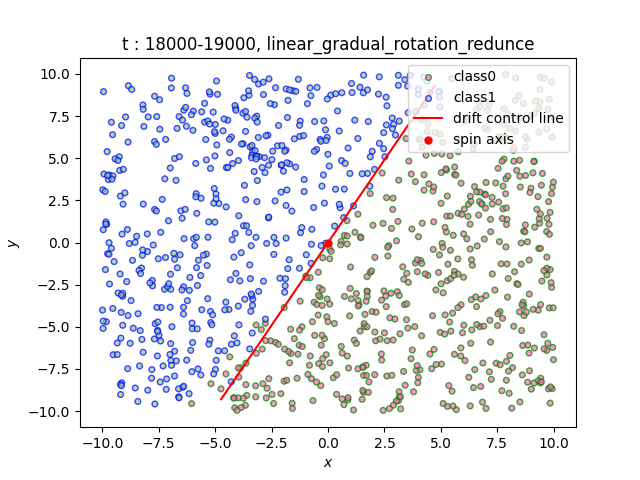 t : 18000-19000, linear_gradual_rotation_redunce
class0
class1
drift control line
spin axis
10.0
7.5
5.0
2.5
0.0
−2.5
−5.0
−7.5
−10.0
y
−10.0 −7.5 −5.0 −2.5 0.0 2.5 5.0 7.5 10.0
x